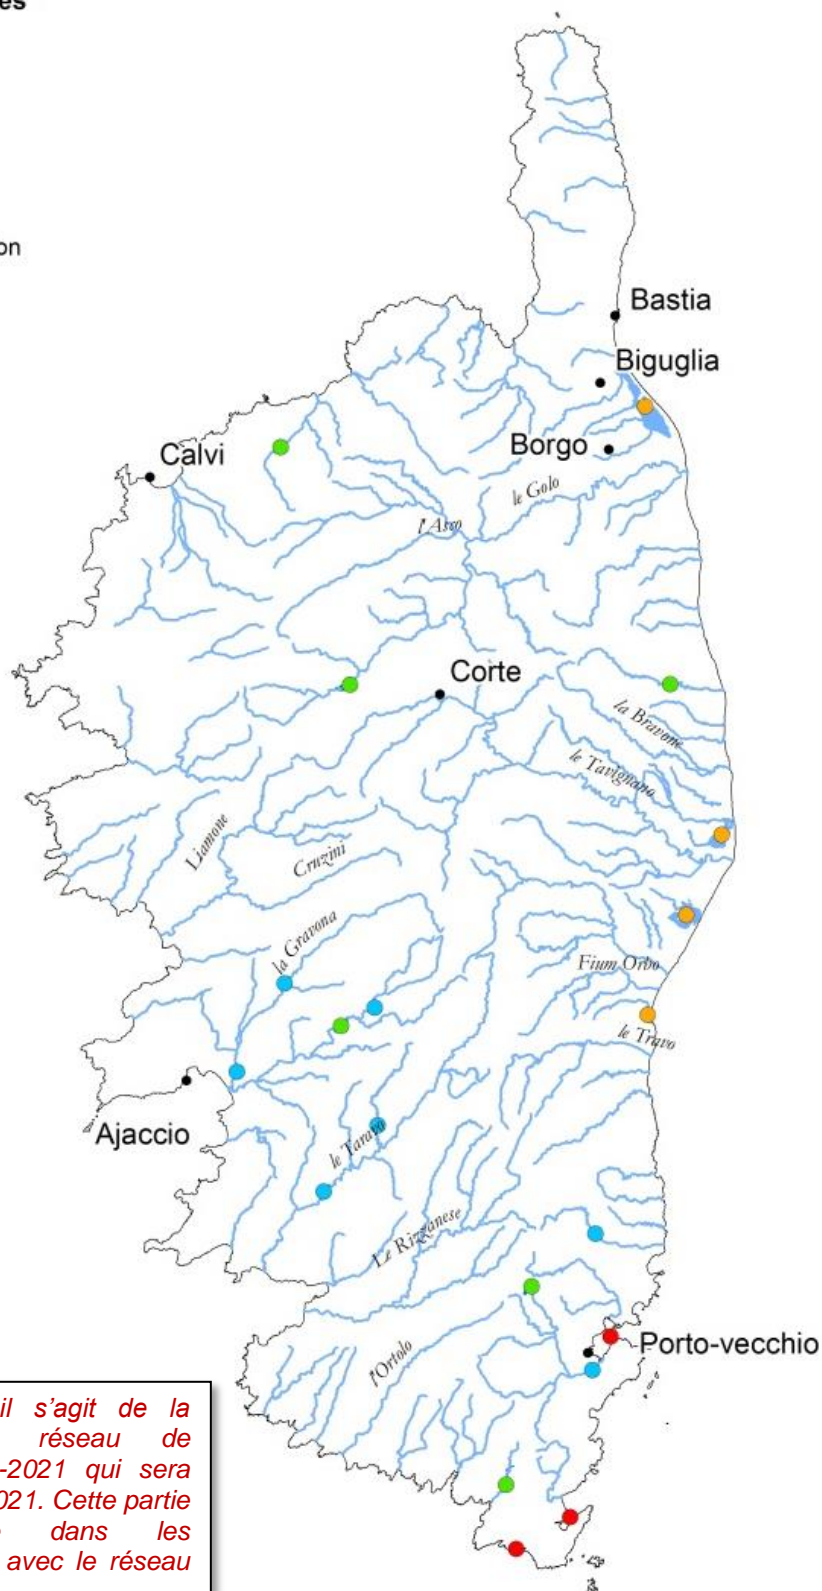 es
on
Bastia
Biguglia
Borgo
Calvi
le Golo
l'Asco
Corte
la Bravone
le Tavignano
Liamone
Cruzini
la Gravona
Fium Orbo
le Travo
Ajaccio
le Taravo
Le Rizzanese
Porto-vecchio
l'Ortolo
il s'agit de la
réseau de
-2021 qui sera
021. Cette partie
dans les
avec le réseau